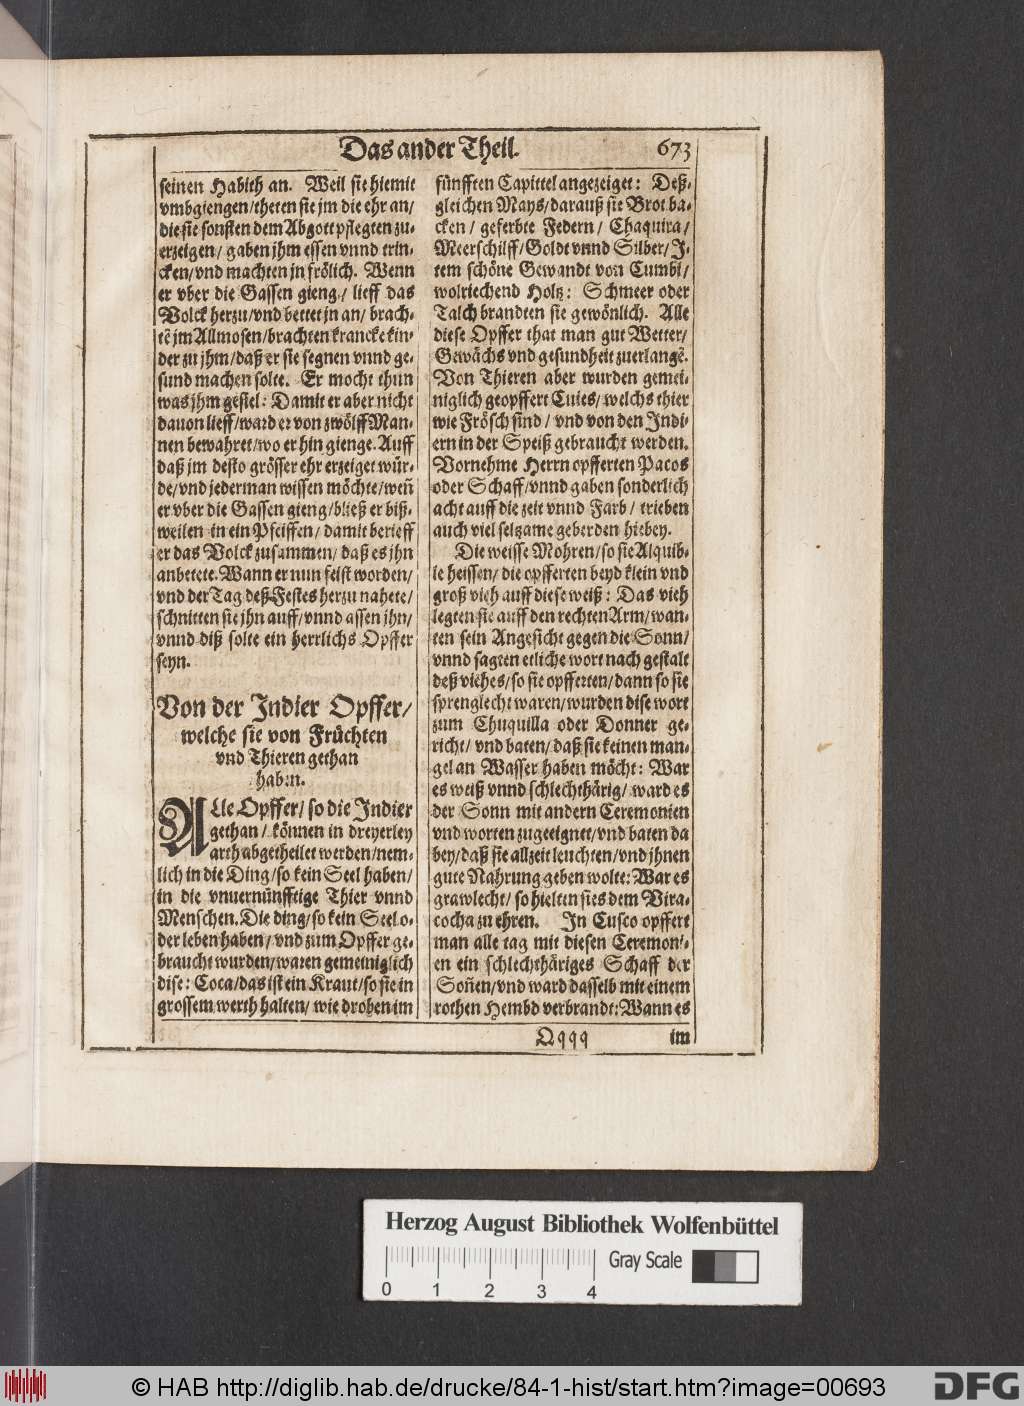 Das ander Theil.
673
seinen Habith an. Weil sie hiemit
vmbgiengen/theten sie jm die ehr an/
die sie sonsten dem Abgott pflegten zu-
erzeigen/ gaben jhm essen vnnd trin-
cken/vnd machten jn frölich. Wenn
er vber die Gassen gieng/ lieff das
Volck herzu/vnd bettet jn an/ brach-
tẽ jm Allmosen/brachten krancke kin-
der zu jhm/daß er sie segnen vnnd ge-
sund machen solte. Er mocht thun
was jhm gefiel: Damit er aber nicht
dauon lieff/ward er von zwölff Man-
nen bewahret/wo er hin gienge. Auff
daß jm desto grösser ehr erzeiget wür-
de/vnd jederman wissen möchte/weñ
er vber die Gassen gieng/bließ er biß-
weilen in ein Pfeiffen/ damit berieff
er das Volck zusammen/ daß es jhn
anbetete. Wann er nun feist worden/
vnd der Tag deß Festes herzu nahete/
schnitten sie jhn auff/vnnd assen jhn/
vnnd diß solte ein herrlichs Opffer
seyn.
Von der Indier Opffer/
welche sie von Früchten
vnd Thieren gethan
haben.
ALle Opffer/ so die Indier
gethan/ können in dreyerley
arth abgetheilet werden/nem-
lich in die Ding/so kein Seel haben/
in die vnuernünfftige Thier vnnd
Menschen. Die ding/so kein Seel o-
der leben haben/ vnd zum Opffer ge-
braucht wurden/waren gemeiniglich
dise: Coca/das ist ein Kraut/so sie in
grossem werth halten/ wie droben im
fünfften Capittel angezeiget: Deß-
gleichen Mays/darauß sie Brot ba-
cken/ geferbte Federn/ Chaquira/
Meerschilff/Goldt vnnd Silber/ J-
tem schöne Gewandt von Cumbi/
wolriechend Holtz: Schmeer oder
Talch brandten sie gewönlich. Alle
diese Opffer that man gut Wetter/
Gewächs vnd gesundheit zuerlangẽ.
Von Thieren aber wurden gemei-
niglich geopffert Cuies/welchs thier
wie Frösch sind/ vnd von den Indi-
ern in der Speiß gebraucht werden.
Vornehme Herrn opfferten Pacos
oder Schaff/vnnd gaben sonderlich
acht auff die zeit vnnd Farb/ trieben
auch viel seltzame geberden hiebey.
Die weisse Mohren/so sie Alquib-
le heissen/ die opfferten beyd klein vnd
groß vieh auff diese weiß: Das vieh
legten sie auff den rechten Arm/wan-
ten sein Angesicht gegen die Sonn/
vnnd sagten etliche wort nach gestalt
deß viehes/so sie opfferten/dann so sie
sprenglecht waren/wurden dise wort
zum Chuquilla oder Donner ge-
richt/ vnd baten/ daß sie keinen man-
gel an Wasser haben möcht: War
es weiß vnnd schlechthärig/ ward es
der Sonn mit andern Ceremonien
vnd worten zugeeignet/vnd baten da
bey/daß sie allzeit leuchten/vnd jhnen
gute Nahrung geben wolte: War es
grawlecht/ so hielten sies dem Vira-
cocha zu ehren. In Cusco opffert
man alle tag mit diesen Ceremoni-
en ein schlechthäriges Schaff der
Soñen/vnd ward dasselb mit einem
rothen Hembd verbrandt: Wann es
Qqqq
im
Herzog August Bibliothek Wolfenbüttel
0 1 2 3 4
Gray Scale
© HAB http://diglib.hab.de/drucke/84-1-hist/start.htm?image=00693
DFG